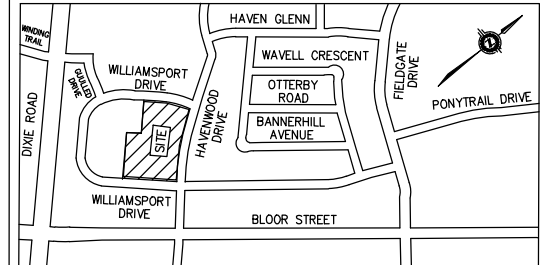 HAVEN GLENN
WINDING
TRAIL
WAVELL CRESCENT
GULLED
DRIVE
WILLIAMSPORT
DRIVE
OTTERBY
ROAD
FIELDGATE
DRIVE
PONYTRAIL DRIVE
DIXIE ROAD
SITE
HAVENWOOD
DRIVE
BANNERHILL
AVENUE
WILLIAMSPORT
DRIVE
BLOOR STREET